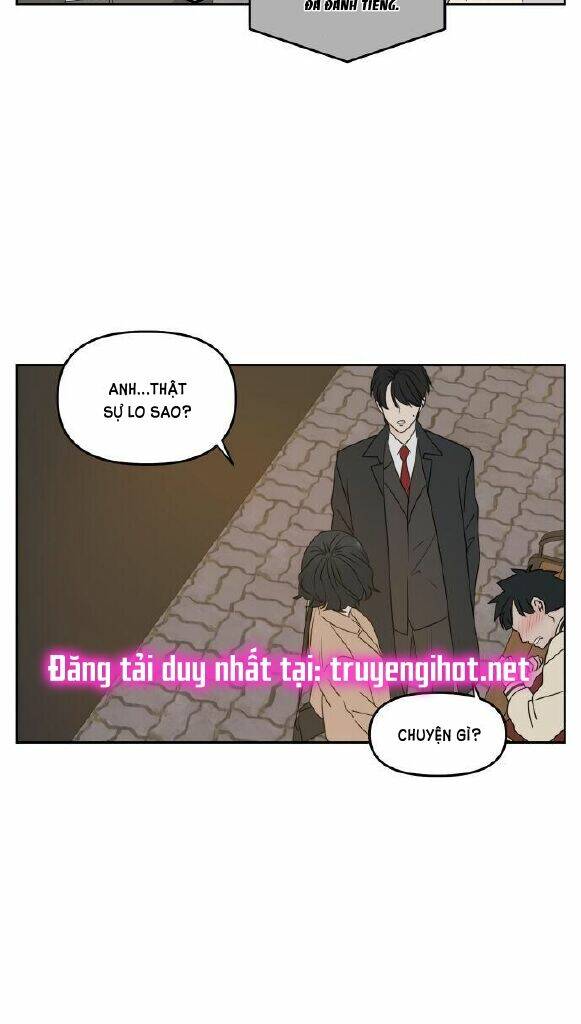 ĐÃ ĐÁNH TIẾNG.
ANH...THẬT
SỰ LO SAO?
Đăng tải duy nhất tại: truyengihot.net
CHUYỆN GÌ?